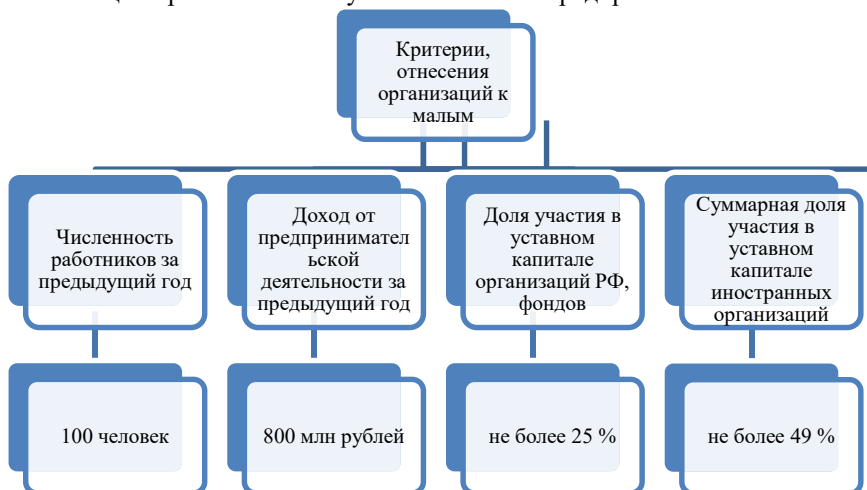 Критерии,
отнесения
организаций к
малым
Численность
работников за
предыдущий год
Доход от
предпринимател
ьской
деятельности за
предыдущий год
Доля участия в
уставном
капитале
организаций РФ,
фондов
Суммарная доля
участия в
уставном
капитале
иностранных
организаций
100 человек
800 млн рублей
не более 25 %
не более 49 %